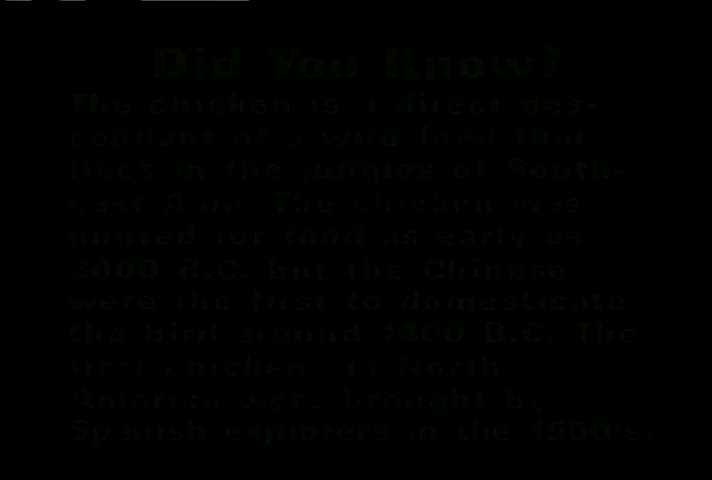 Did You Know?
The chicken is a direct des-
cendant of a wild fowl that
lives in the jungles of South-
east Asia. The chicken was
hunted for food as early as
3000 B.C. but the Chinese
were the first to domesticate
the bird around 1400 B.C. The
first chickens in North
America were brought by
Spanish explorers in the 1500's.